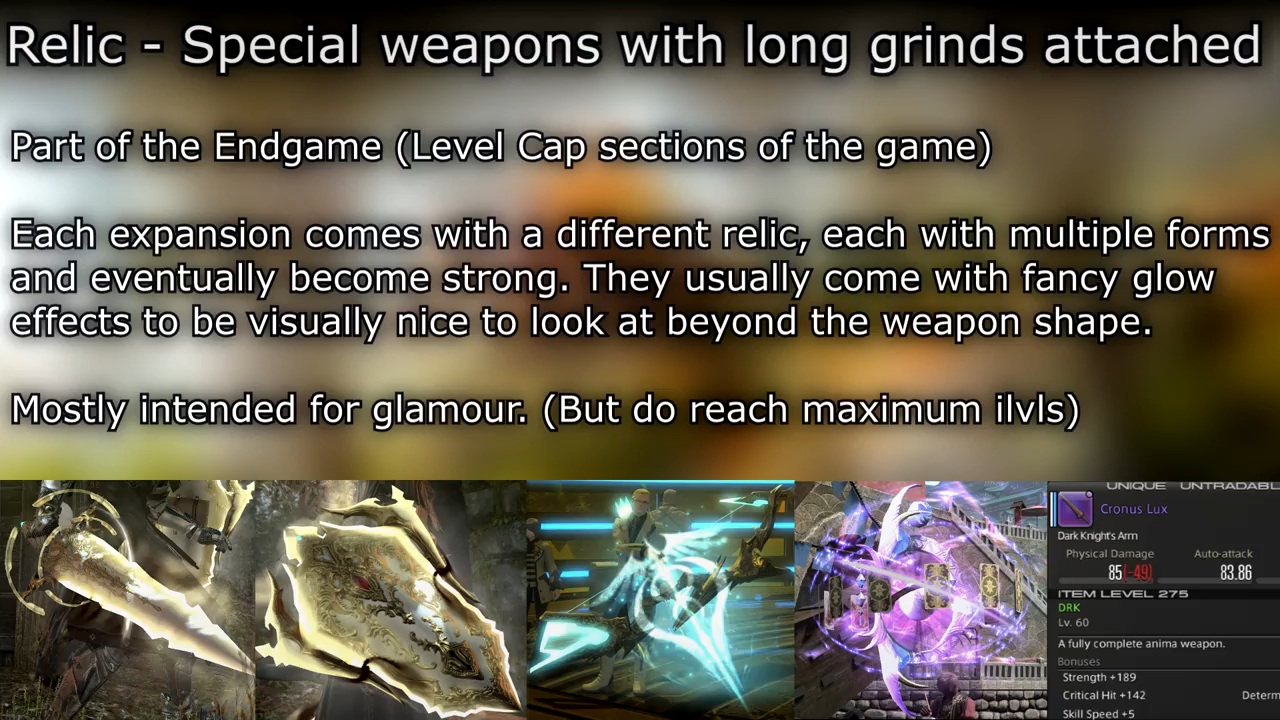 Relic - Special weapons with long grinds attached
Part of the Endgame (Level Cap sections of the game)
Each expansion comes with a different relic, each with multiple forms
and eventually become strong. They usually come with fancy glow
effects to be visually nice to look at beyond the weapon shape.
Mostly intended for glamour. (But do reach maximum ilvls)
UNIQUE UNTRADABL
Cronus Lux
Dark Knight's Arm
Physical Damage Auto-attack
85(-49) 83.86
ITEM LEVEL 275
DRK
Lv. 60
A fully complete anima weapon.
Bonuses
Strength +189
Critical Hit +142 Determ
Skill Speed +5